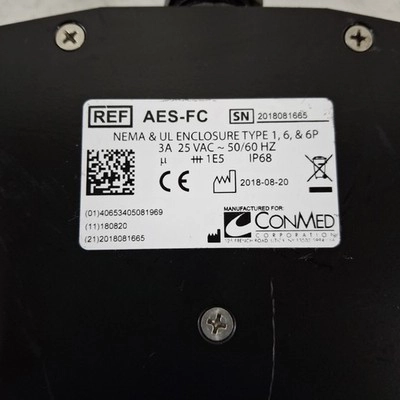 REF AES-FC SN 2018081665
NEMA & UL ENCLOSURE TYPE 1, 6, & 6P
3A 25 VAC ~ 50/60 HZ
µ 1E5 IP68
CE 2018-08-20
(01)40653405081969
(11)180820
(21)2018081665
MANUFACTURED FOR:
CONMED
CORPORATION